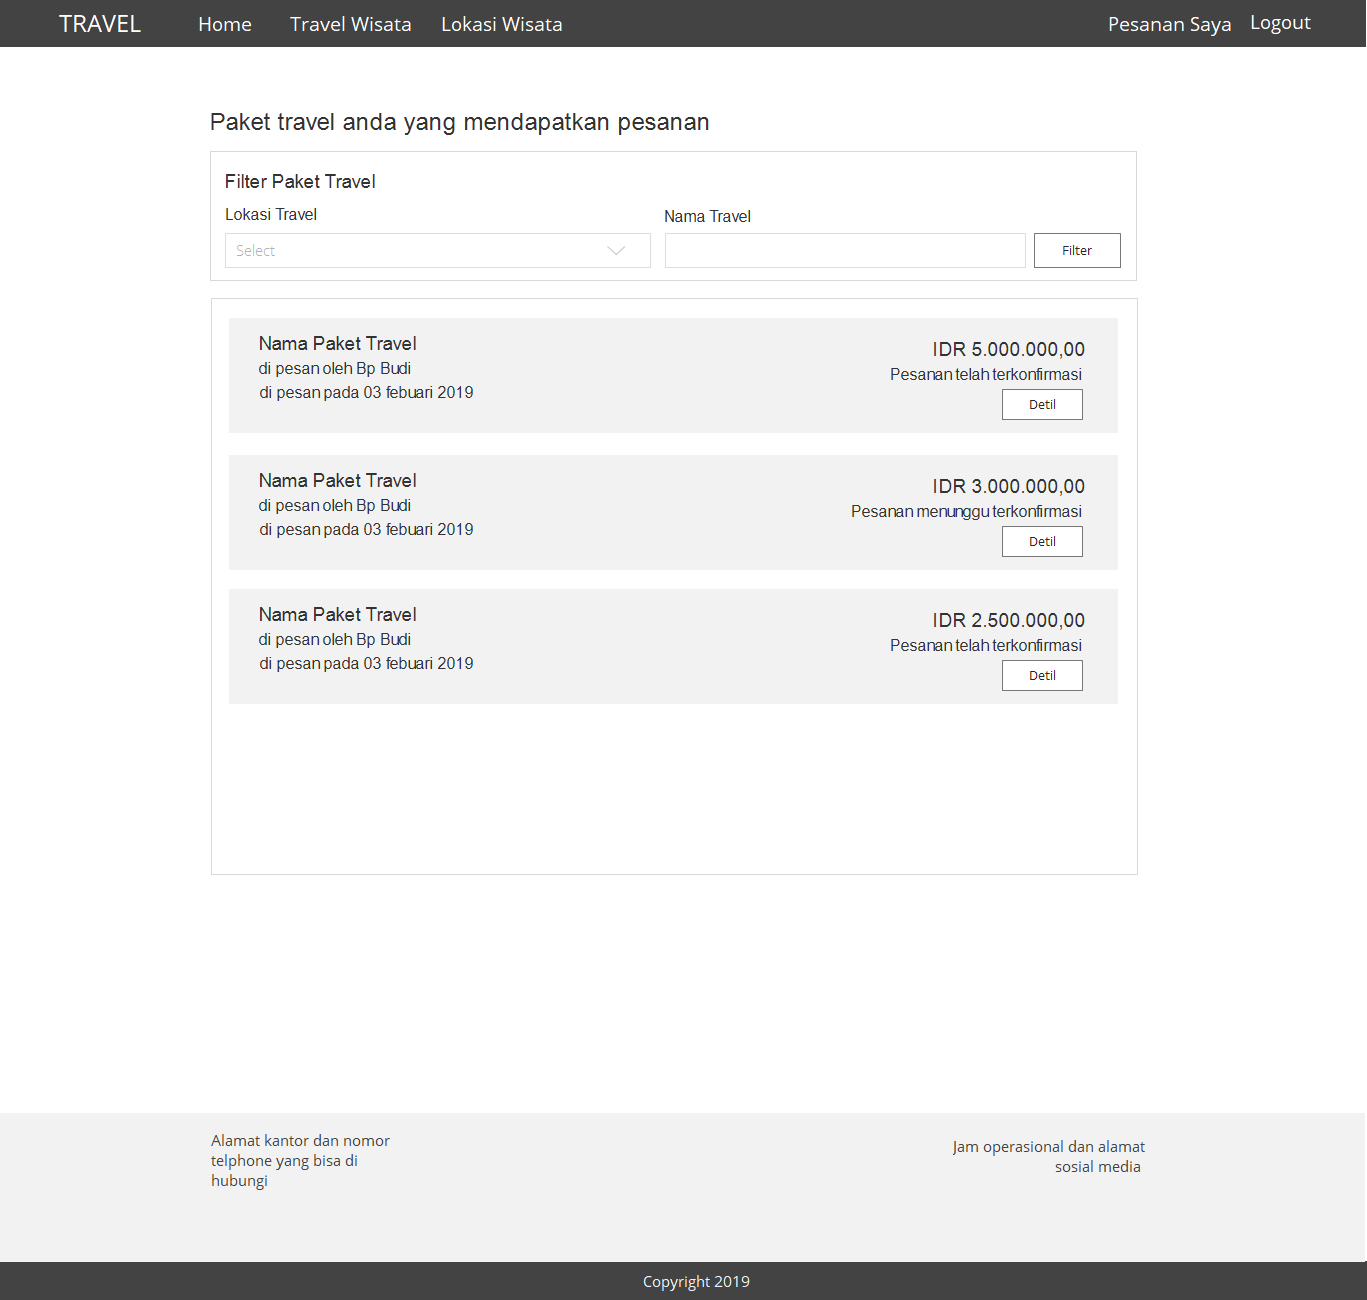 TRAVEL Home Travel Wisata Lokasi Wisata Pesanan Saya Logout
Paket travel anda yang mendapatkan pesanan
Filter Paket Travel
Lokasi Travel Nama Travel
Select Filter
Nama Paket Travel
di pesan oleh Bp Budi
di pesan pada 03 febuari 2019
IDR 5.000.000,00
Pesanan telah terkonfirmasi
Detil
Nama Paket Travel
di pesan oleh Bp Budi
di pesan pada 03 febuari 2019
IDR 3.000.000,00
Pesanan menunggu terkonfirmasi
Detil
Nama Paket Travel
di pesan oleh Bp Budi
di pesan pada 03 febuari 2019
IDR 2.500.000,00
Pesanan telah terkonfirmasi
Detil
Alamat kantor dan nomor
telphone yang bisa di
hubungi
Jam operasional dan alamat
sosial media
Copyright 2019